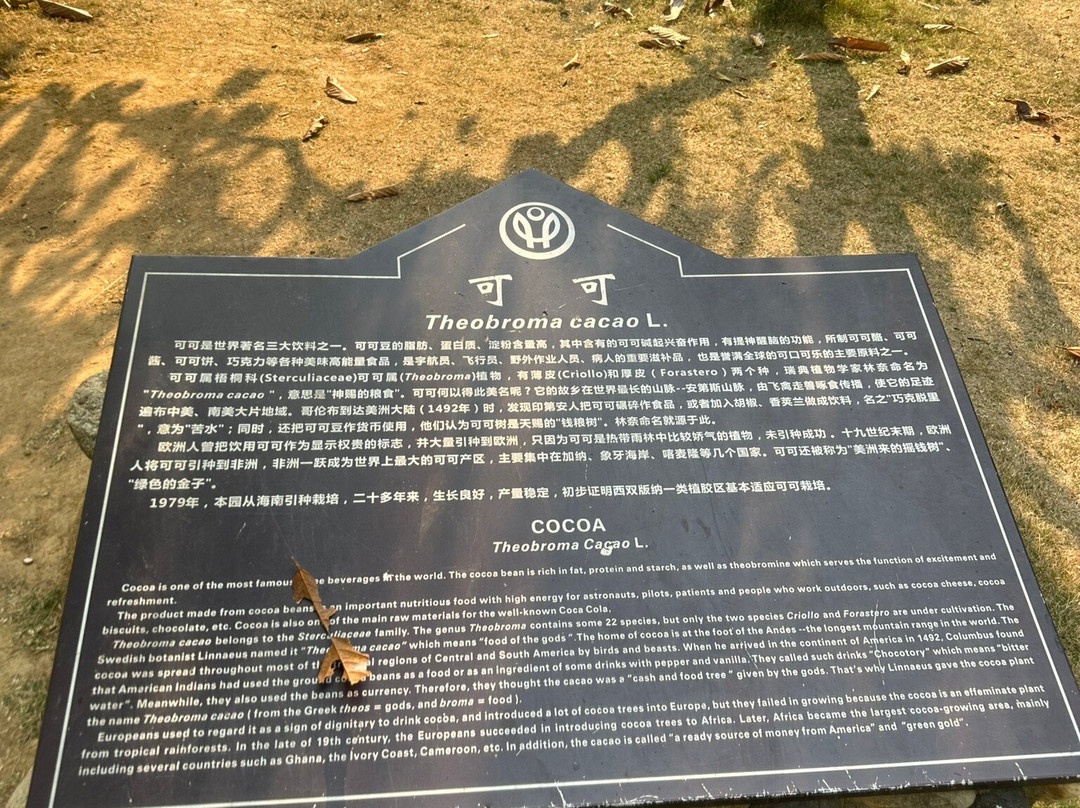 可 可
Theobroma cacao L.
可可是世界著名三大饮料之一。可可豆的脂肪、蛋白质、淀粉含量高，其中含有的可可碱起兴奋作用，有提神醒脑的功能，所制可可酪、可可
酱、可可饼、巧克力等各种美味高能量食品，是宇航员、飞行员、野外作业人员、病人的重要滋补品，也是誉满全球的可口可乐的主要原料之一。
可可属梧桐科(Sterculiaceae)可可属(Theobroma)植物，有薄皮(Criollo)和厚皮（Forastero）两个种，瑞典植物学家林奈命名为
"Theobroma cacao"，意思是"神赐的粮食"。可可何以得此美名呢？它的故乡在世界最长的山脉--安第斯山脉，由飞禽走兽啄食传播，使它的足迹
遍布中美、南美大片地域。哥伦布到达美洲大陆（1492年）时，发现印第安人把可可碾碎作食品，或者加入胡椒、香荚兰做成饮料，名之"巧克脱里
"，意为"苦水"；同时，还把可可豆作货币使用，他们认为可可树是天赐的"钱粮树"。林奈命名就源于此。
欧洲人曾把饮用可可作为显示权贵的标志，并大量引种到欧洲，只因为可可是热带雨林中比较娇气的植物，未引种成功。十九世纪末期，欧洲
人将可可引种到非洲，非洲一跃成为世界上最大的可可产区，主要集中在加纳、象牙海岸、喀麦隆等几个国家。可可还被称为"美洲来的摇钱树"、
"绿色的金子"。
1979年，本园从海南引种栽培，二十多年来，生长良好，产量稳定，初步证明西双版纳一类植胶区基本适应可可栽培。
COCOA
Theobroma Cacao L.
Cocoa is one of the most famous beverages in the world. The cocoa bean is rich in fat, protein and starch, as well as theobromine which serves the function of excitement and
refreshment.
The product made from cocoa beans important nutritious food with high energy for astronauts, pilots, patients and people who work outdoors, such as cocoa cheese, cocoa
biscuits, chocolate, etc. Cocoa is also one of the main raw materials for the well-known Coca Cola.
Theobroma cacao belongs to the Sterculiaceae family. The genus Theobroma contains some 22 species, but only the two species Criollo and Forastero are under cultivation. The
Swedish botanist Linnaeus named it "Theobroma cacao" which means "food of the gods". The home of cocoa is at the foot of the Andes --the longest mountain range in the world. The
cocoa was spread throughout most of regions of Central and South America by birds and beasts. When he arrived in the continent of America in 1492, Columbus found
that American Indians had used the ground cocoa beans as a food or as an ingredient of some drinks with pepper and vanilla. They called such drinks "Chocotory" which means "bitter
water". Meanwhile, they also used the beans as currency. Therefore, they thought the cacao was a "cash and food tree" given by the gods. That's why Linnaeus gave the cocoa plant
the name Theobroma cacao ( from the Greek theos = gods, and broma = food ).
Europeans used to regard it as a sign of dignitary to drink cocoa, and introduced a lot of cocoa trees into Europe, but they failed in growing because the cocoa is an effeminate plant
from tropical rainforests. In the late of 19th century, the Europeans succeeded in introducing cocoa trees to Africa. Later, Africa became the largest cocoa-growing area, mainly
including several countries such as Ghana, the Ivory Coast, Cameroon, etc. In addition, the cacao is called "a ready source of money from America" and "green gold".